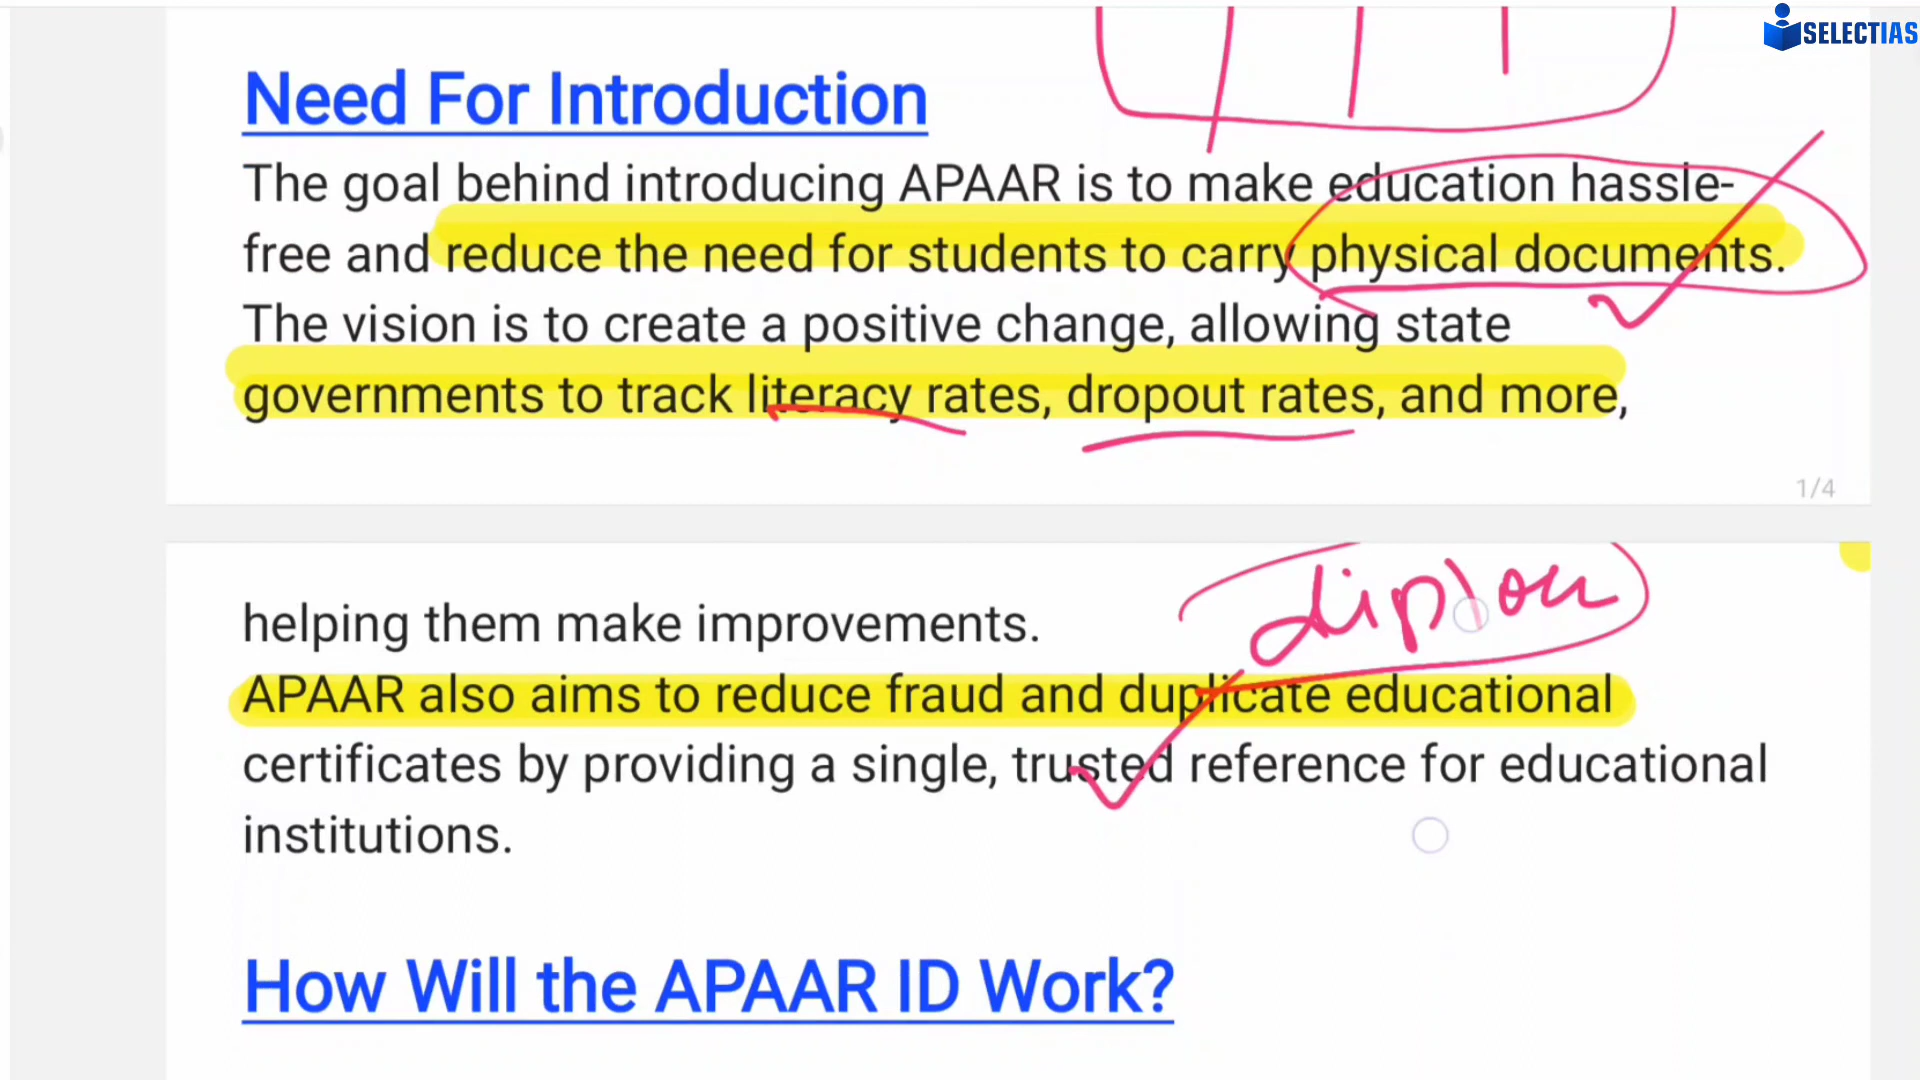 SELECTIAS
Need For Introduction
The goal behind introducing APAAR is to make education hassle-
free and reduce the need for students to carry physical documents.
The vision is to create a positive change, allowing state
governments to track literacy rates, dropout rates, and more,
1/4
helping them make improvements.
APAAR also aims to reduce fraud and duplicate educational
certificates by providing a single, trusted reference for educational
institutions.
How Will the APAAR ID Work?